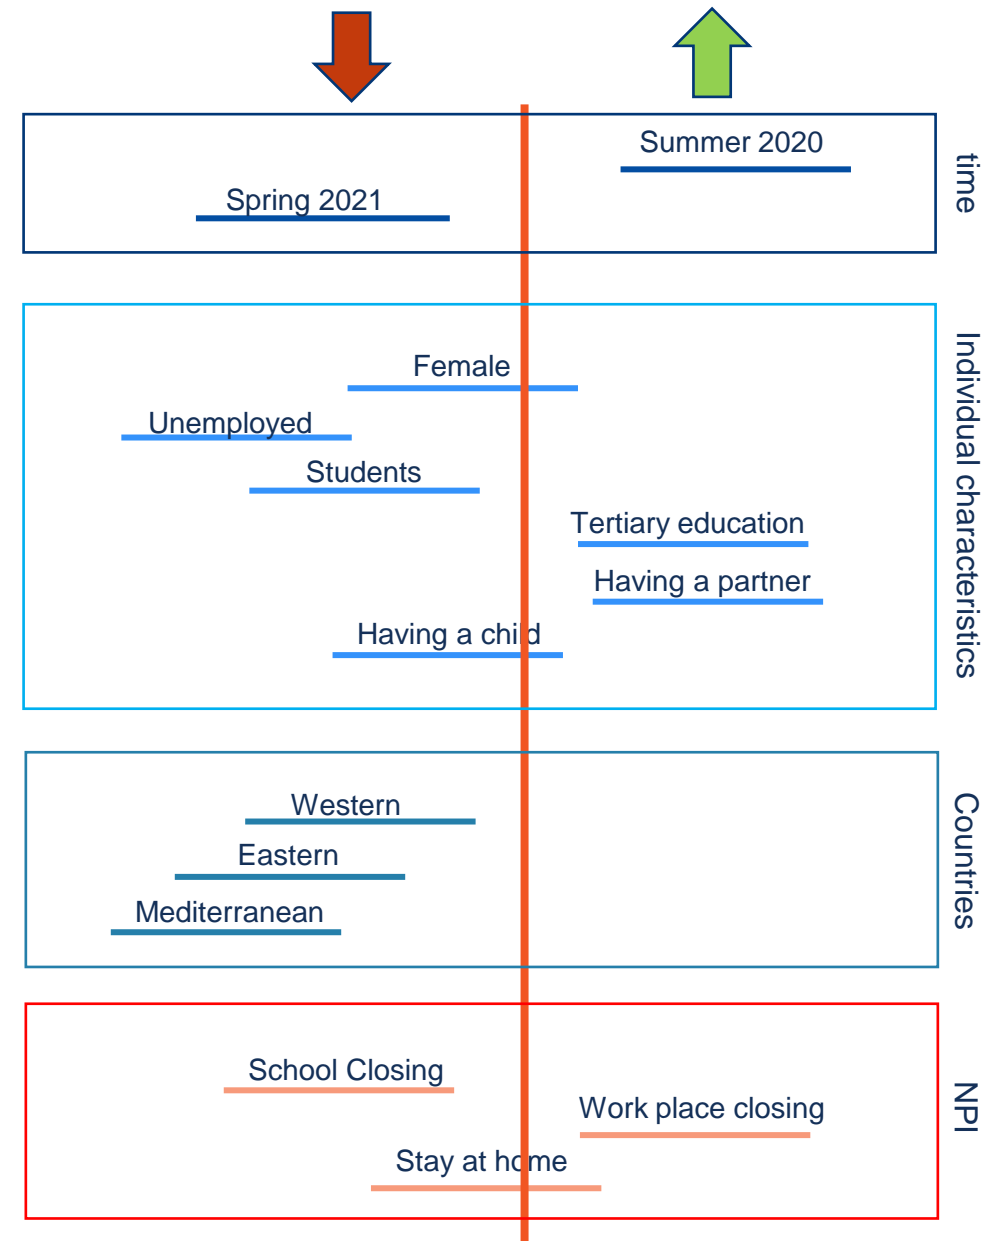 Summer 2020
Spring 2021
time
Female
Unemployed
Students
Tertiary education
Having a partner
Having a child
Individual characteristics
Western
Eastern
Mediterranean
Countries
School Closing
Work place closing
Stay at home
NPI